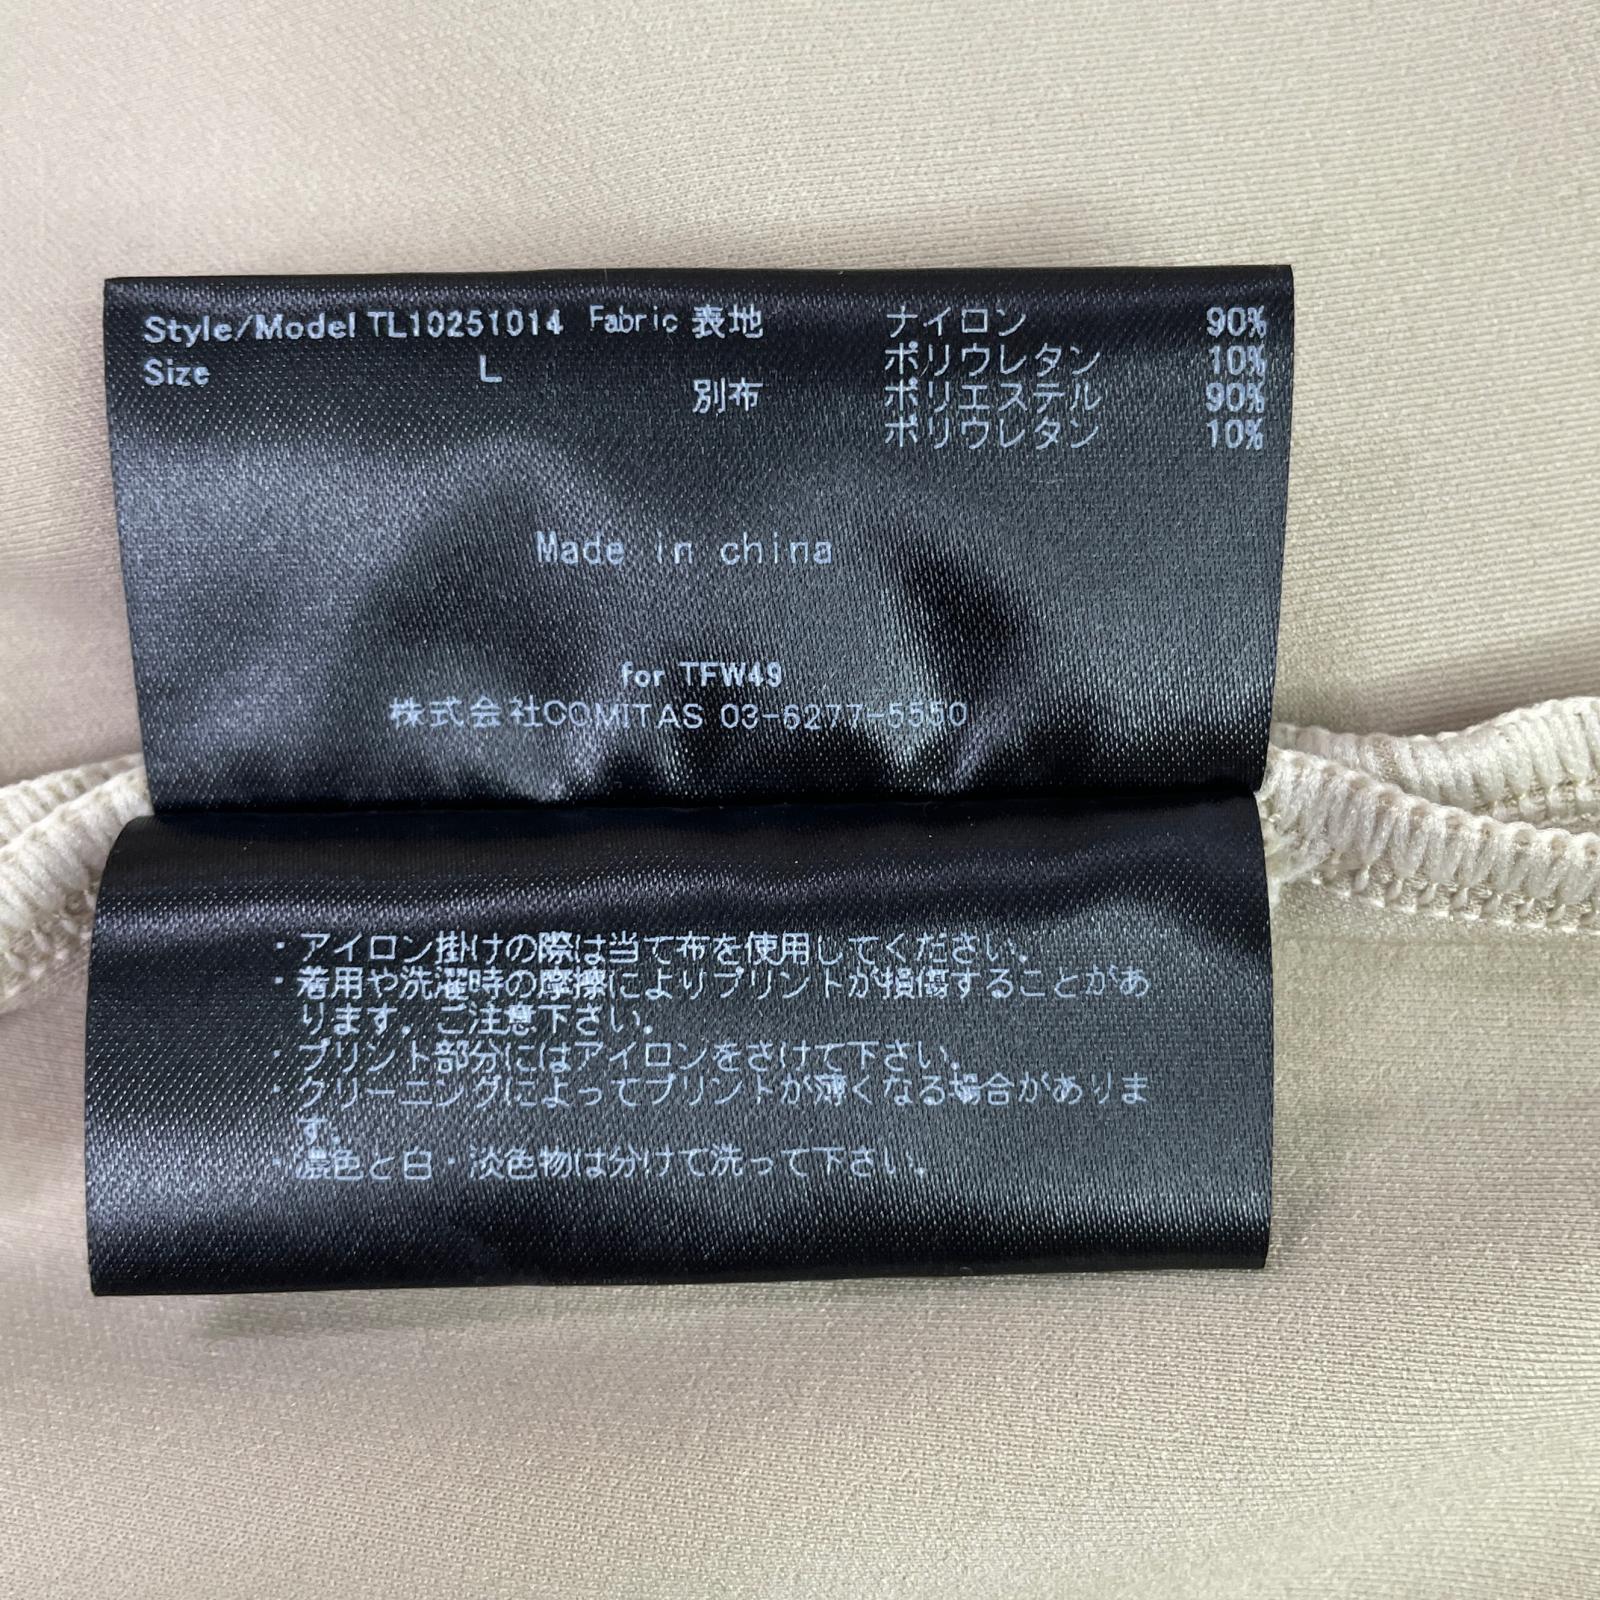 Style/Model TL10251014 Fabric 表地 ナイロン 90%
Size L ポリウレタン 10%
別布 ポリエステル 90%
ポリウレタン 10%
Made in china
for TFW49
株式会社COMITAS 03-6277-5550
・アイロン掛けの際は当て布を使用してください。
・着用や洗濯時の摩擦によりプリントが損傷することがあ
ります。ご注意下さい。
・プリント部分にはアイロンをさけて下さい。
・クリーニングによってプリントが薄くなる場合がありま
す。
・濃色と白・淡色物は分けて洗って下さい。